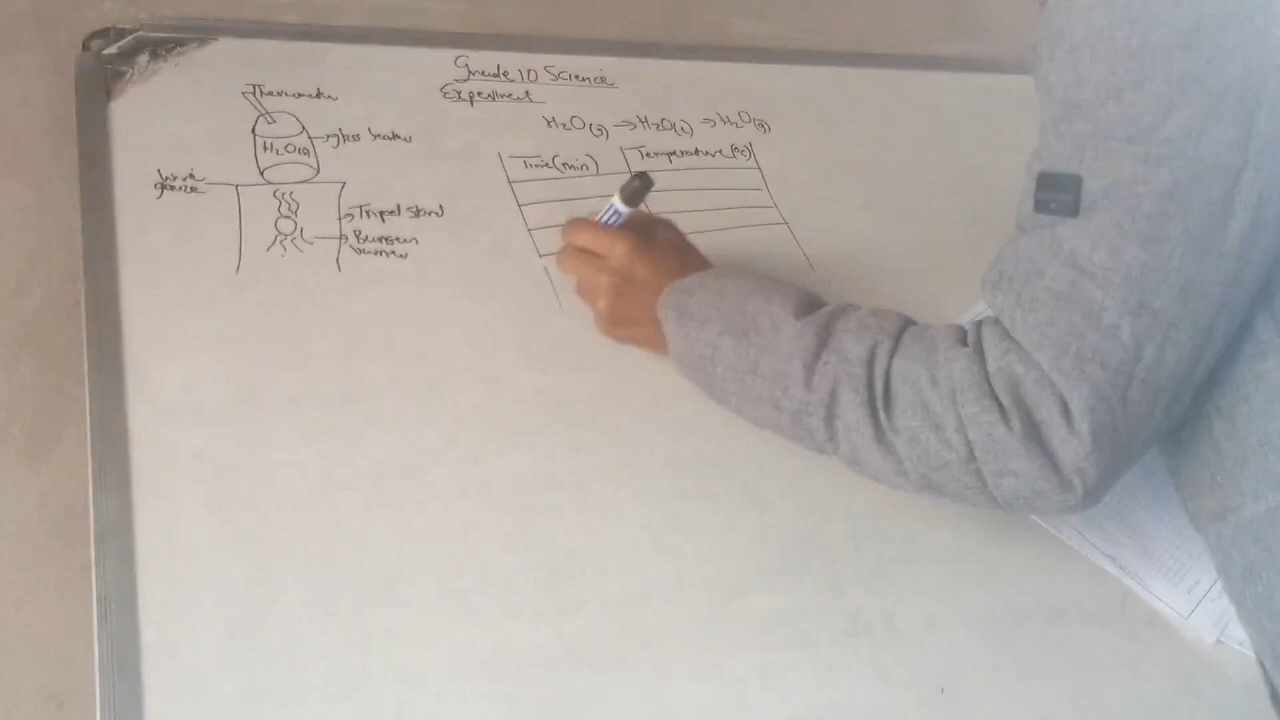 Grade 10 Science
Experiment
Thermometer
glass beaker
H₂O(s)
wire
gauze
Tripod stand
Bunsen
burner
H₂O(s) → H₂O(l) → H₂O(g)
Time(min) Temperature(°c)